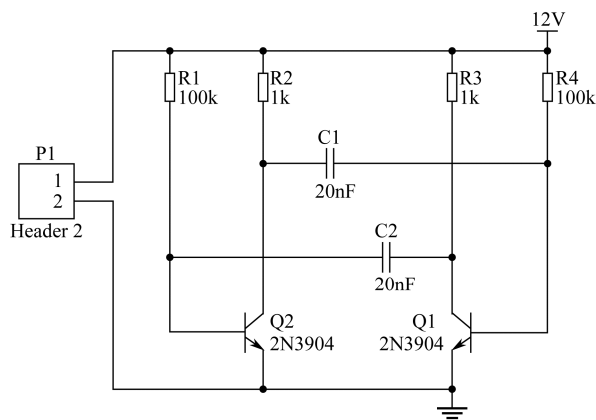 12V
R1
100k
R2
1k
R3
1k
R4
100k
C1
20nF
P1
1
2
Header 2
C2
20nF
Q2
2N3904
Q1
2N3904